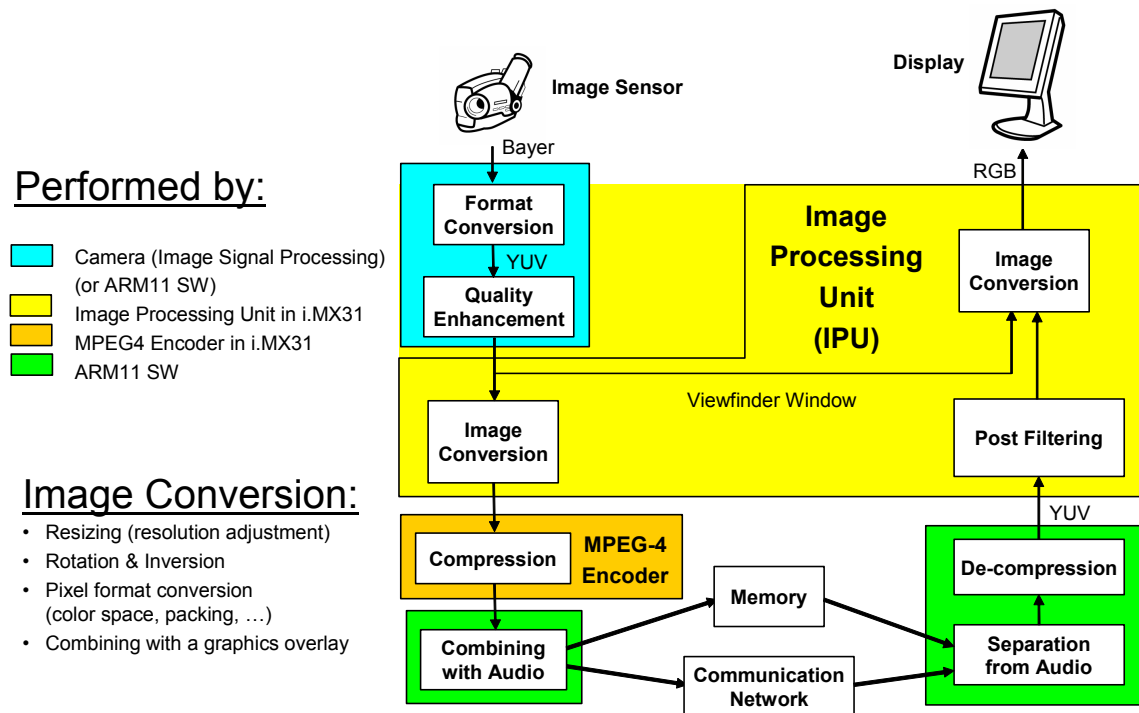 Image Sensor
Display
Bayer
RGB
Performed by:
Camera (Image Signal Processing)
(or ARM11 SW)
Image Processing Unit in i.MX31
MPEG4 Encoder in i.MX31
ARM11 SW
Format
Conversion
YUV
Quality
Enhancement
Image
Processing
Unit
(IPU)
Image
Conversion
Viewfinder Window
Image
Conversion
Post Filtering
Image Conversion:
• Resizing (resolution adjustment)
• Rotation & Inversion
• Pixel format conversion
(color space, packing, …)
• Combining with a graphics overlay
YUV
Compression
MPEG-4
Encoder
De-compression
Memory
Combining
with Audio
Communication
Network
Separation
from Audio